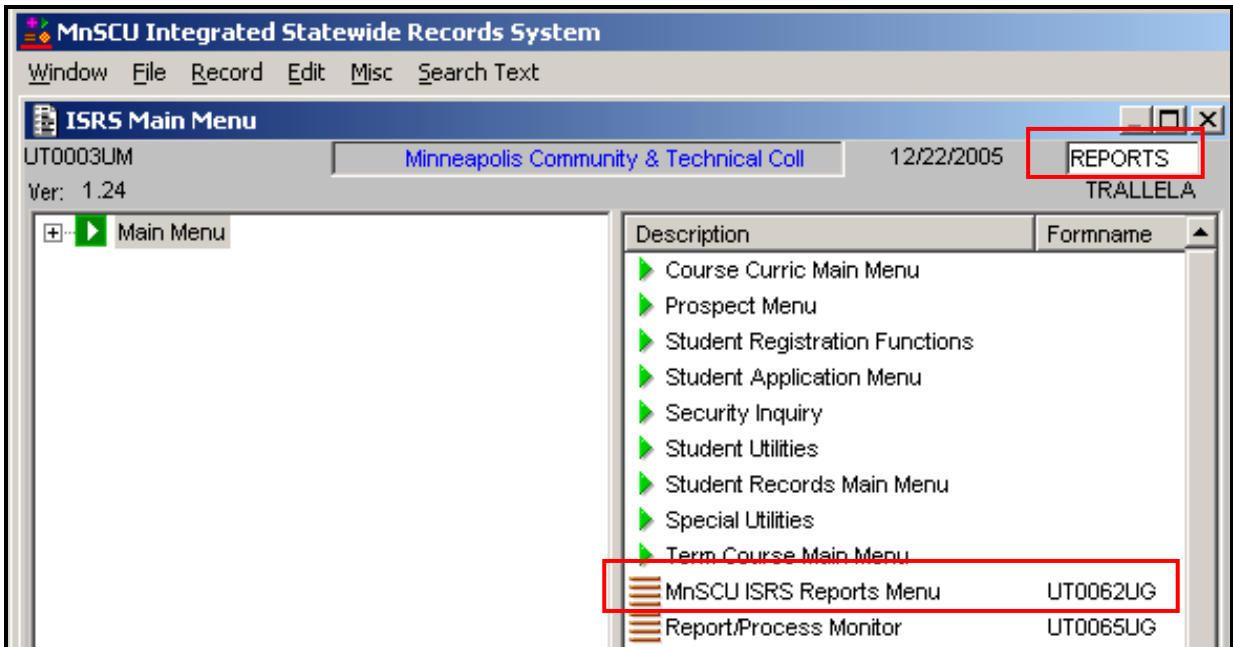 MnSCU Integrated Statewide Records System
Window File Record Edit Misc Search Text
ISRS Main Menu
UT0003UM Minneapolis Community & Technical Coll 12/22/2005 REPORTS
Ver: 1.24 TRALLELA
Main Menu
Description Formname
Course Curric Main Menu
Prospect Menu
Student Registration Functions
Student Application Menu
Security Inquiry
Student Utilities
Student Records Main Menu
Special Utilities
Term Course Main Menu
MnSCU ISRS Reports Menu UT0062UG
Report/Process Monitor UT0065UG